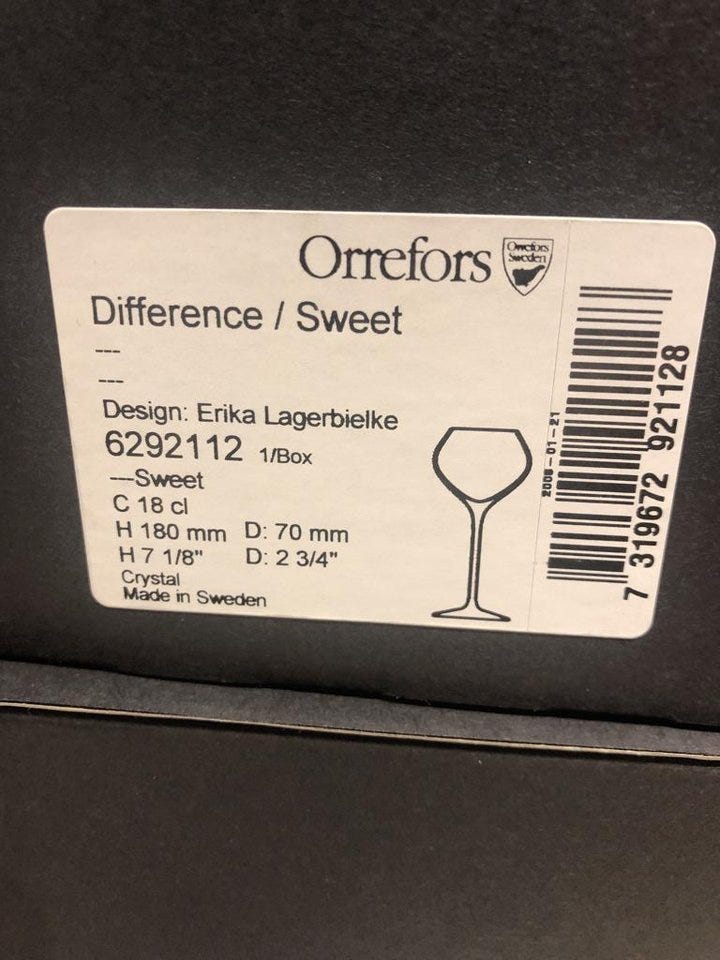 Orrefors
Orrefors
Sweden
Difference / Sweet
---
---
Design: Erika Lagerbielke
6292112 1/Box
---Sweet
C 18 cl
H 180 mm D: 70 mm
H 7 1/8" D: 2 3/4"
Crystal
Made in Sweden
2008-01-21
7 319672 921128